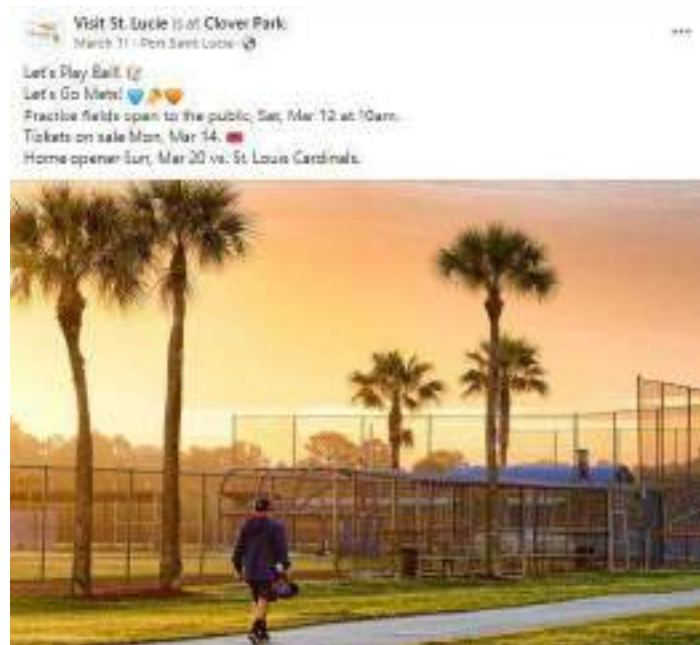 Visit St. Lucie is at Clover Park.
March 11 · Port Saint Lucie ·
Let's Play Ball!
Let's Go Mets!
Practice fields open to the public, Sat, Mar 12 at 10am.
Tickets on sale Mon, Mar 14.
Home opener Sun, Mar 20 vs. St. Louis Cardinals.